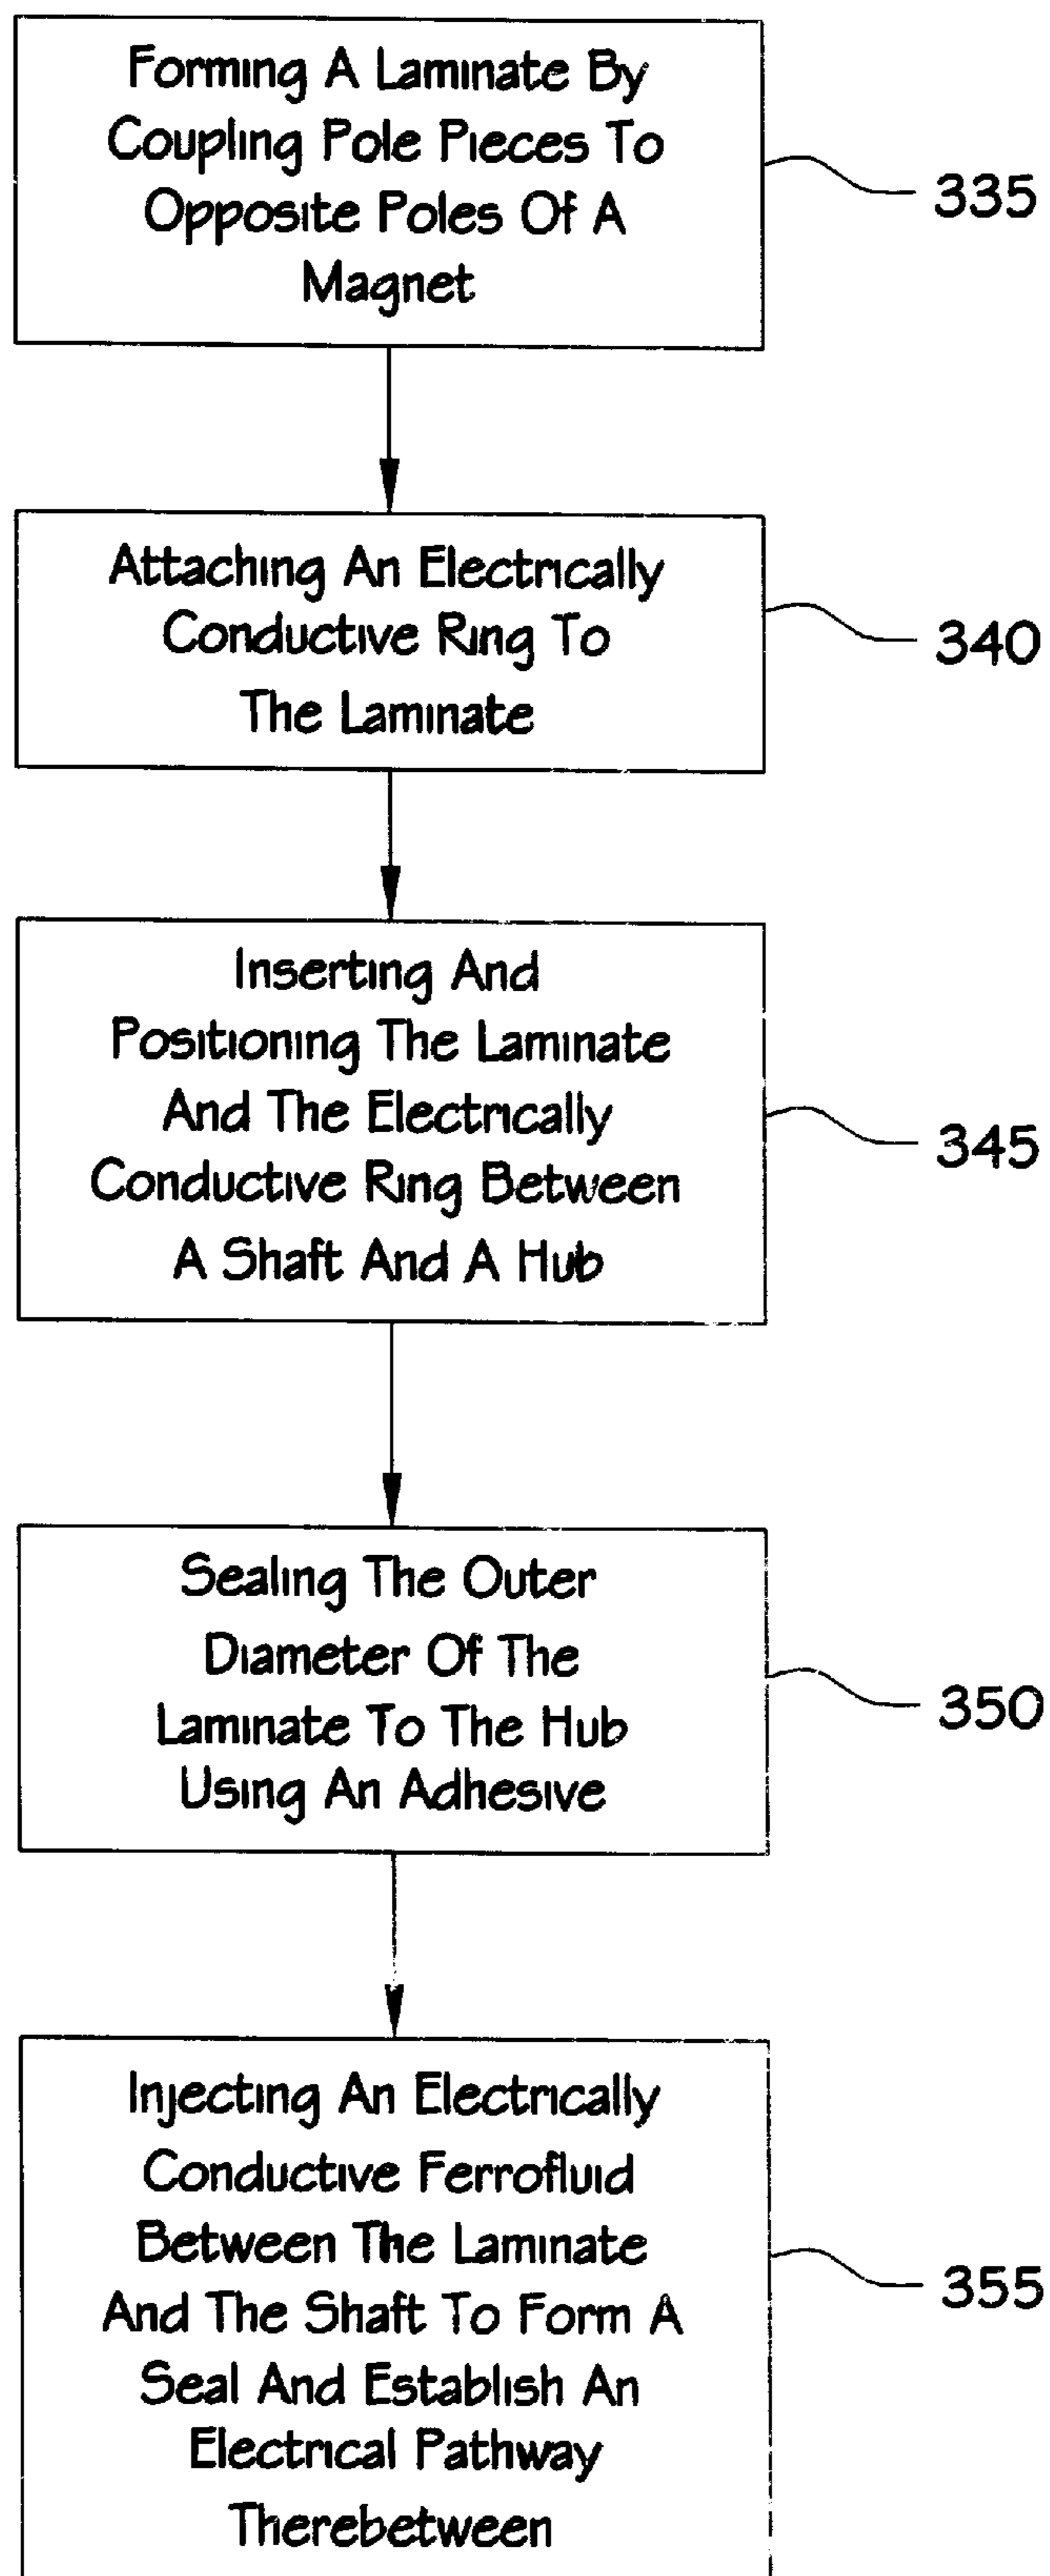 Forming A Laminate By
Coupling Pole Pieces To
Opposite Poles Of A
Magnet
335
Attaching An Electrically
Conductive Ring To
The Laminate
340
Inserting And
Positioning The Laminate
And The Electrically
Conductive Ring Between
A Shaft And A Hub
345
Sealing The Outer
Diameter Of The
Laminate To The Hub
Using An Adhesive
350
Injecting An Electrically
Conductive Ferrofluid
Between The Laminate
And The Shaft To Form A
Seal And Establish An
Electrical Pathway
Therebetween
355